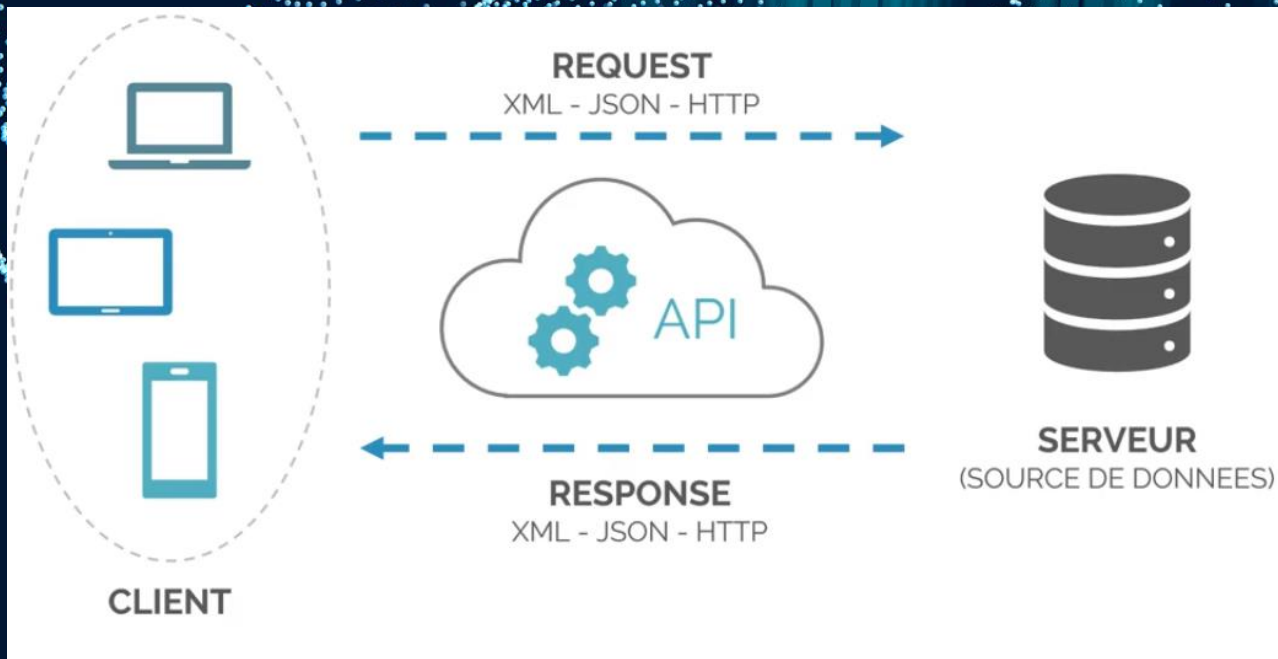 REQUEST
XML - JSON - HTTP
API
RESPONSE
XML - JSON - HTTP
SERVEUR
(SOURCE DE DONNEES)
CLIENT